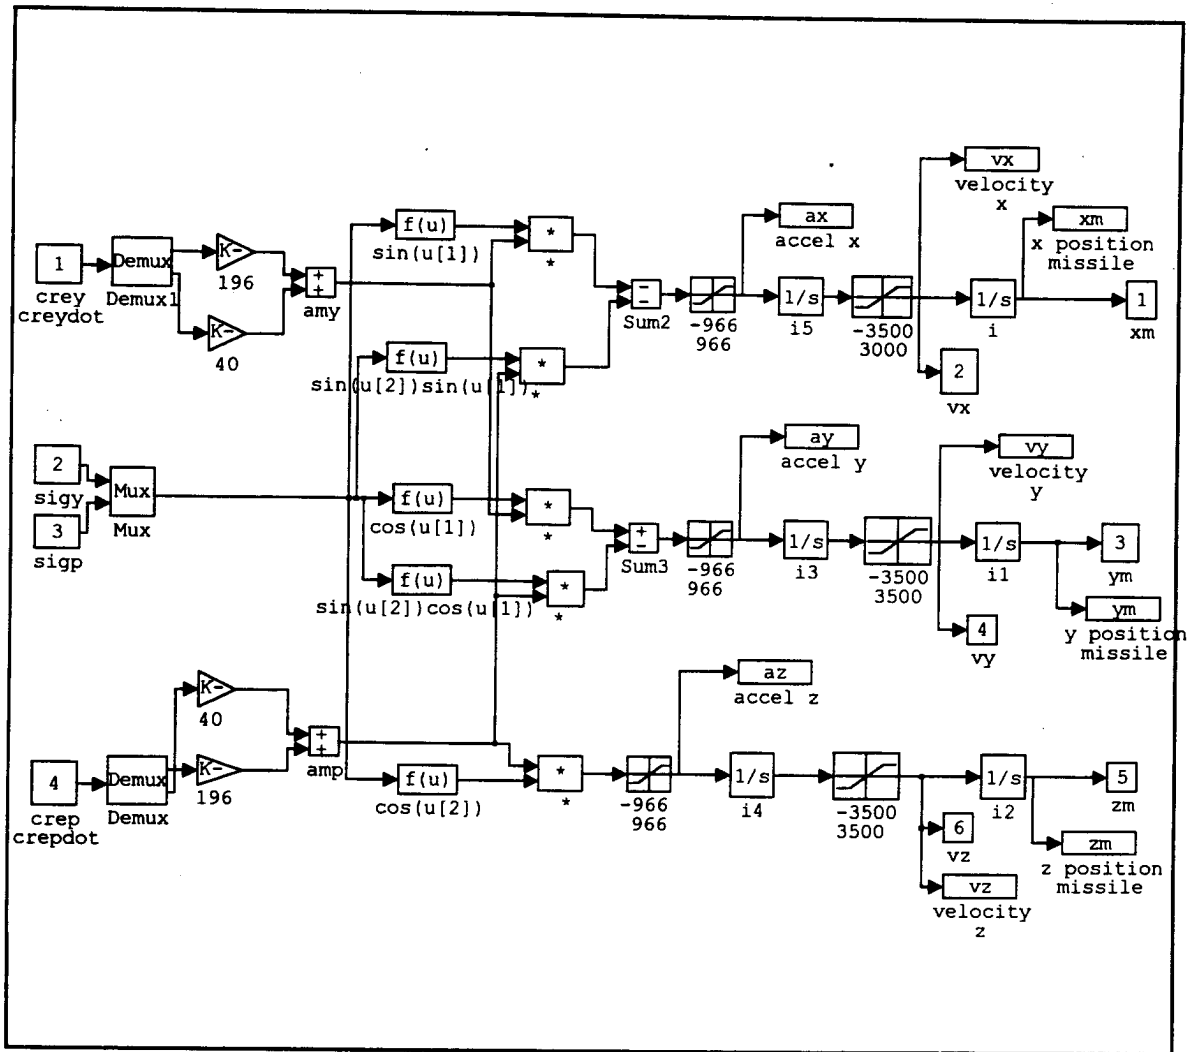 vx
velocity
x
xm
x position
missile
ax
accel x
f(u)
sin(u[1])
*
*
1
crey
creydot
Demux
Demux1
K-
196
K-
40
+
+
amy
-
-
Sum2
-966
966
1/s
i5
-3500
3000
1/s
i
1
xm
2
vx
f(u)
sin(u[2])sin(u[1])
*
*
ay
accel y
vy
velocity
y
2
sigy
3
sigp
Mux
Mux
f(u)
cos(u[1])
*
*
f(u)
sin(u[2])cos(u[1])
*
*
+
-
Sum3
-966
966
1/s
i3
-3500
3500
1/s
i1
3
ym
ym
y position
missile
4
vy
az
accel z
K-
40
K-
196
4
crep
crepdot
Demux
Demux
+
+
amp
f(u)
cos(u[2])
*
*
-966
966
1/s
i4
-3500
3500
1/s
i2
5
zm
6
vz
zm
z position
missile
vz
velocity
z